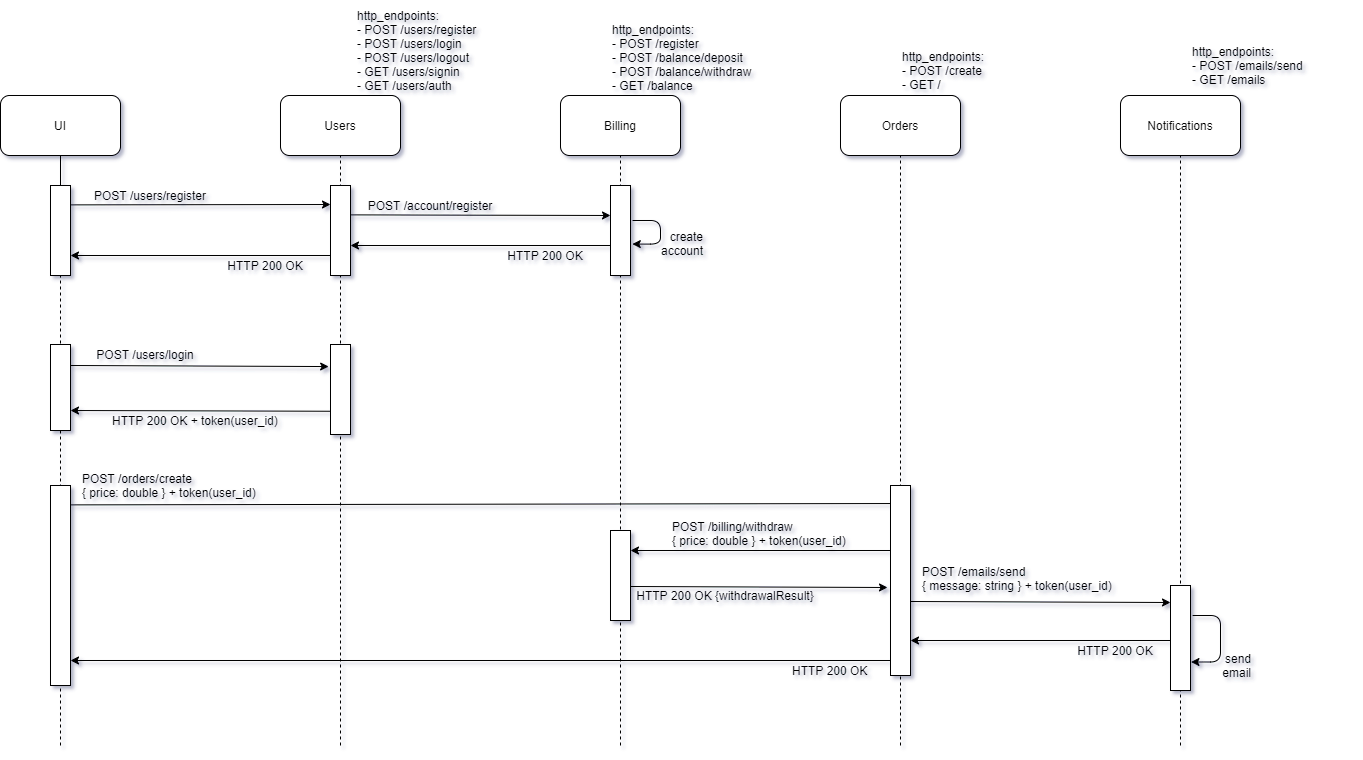 http_endpoints:
- POST /users/register
- POST /users/login
- POST /users/logout
- GET /users/signin
- GET /users/auth
http_endpoints:
- POST /register
- POST /balance/deposit
- POST /balance/withdraw
- GET /balance
http_endpoints:
- POST /create
- GET /
http_endpoints:
- POST /emails/send
- GET /emails
UI
Users
Billing
Orders
Notifications
POST /users/register
POST /account/register
create
account
HTTP 200 OK
HTTP 200 OK
POST /users/login
HTTP 200 OK + token(user_id)
POST /orders/create
{ price: double } + token(user_id)
POST /billing/withdraw
{ price: double } + token(user_id)
HTTP 200 OK {withdrawalResult}
POST /emails/send
{ message: string } + token(user_id)
HTTP 200 OK
send
email
HTTP 200 OK